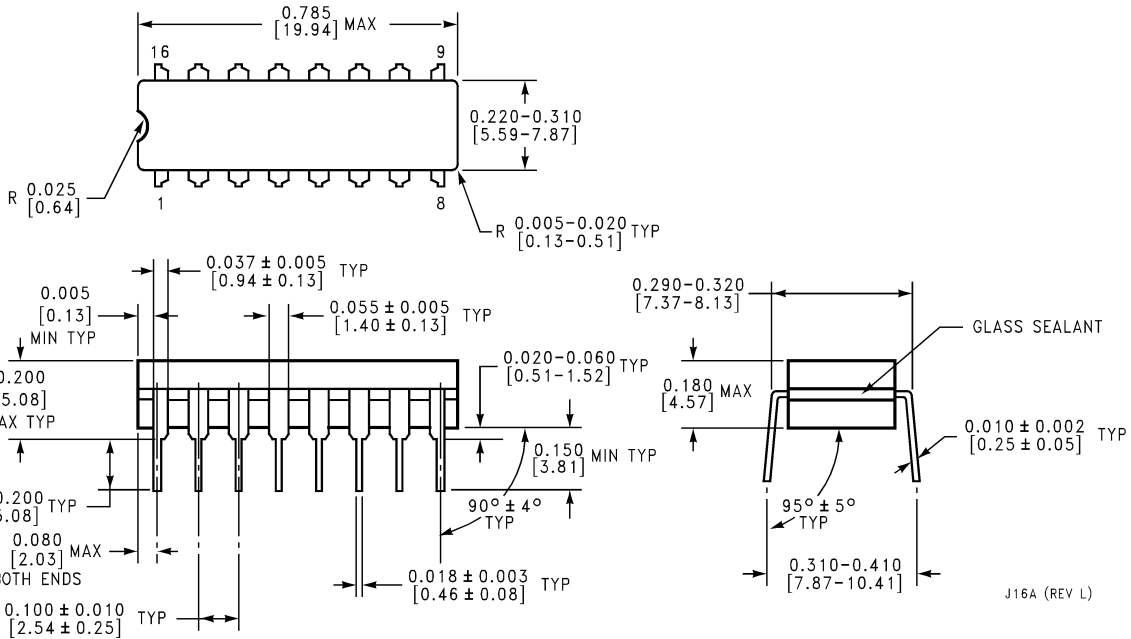 0.785
[19.94] MAX
16 9
0.220-0.310
[5.59-7.87]
R 0.025
[0.64]
1 8
R 0.005-0.020 TYP
[0.13-0.51]
0.037 ± 0.005 TYP
[0.94 ± 0.13]
0.005
[0.13]
MIN TYP
0.055 ± 0.005 TYP
[1.40 ± 0.13]
0.290-0.320
[7.37-8.13]
GLASS SEALANT
0.020-0.060 TYP
[0.51-1.52]
0.180 MAX
[4.57]
TYP
0.150 MIN TYP
[3.81]
0.010 ± 0.002 TYP
[0.25 ± 0.05]
TYP
90° ± 4°
TYP
95° ± 5°
TYP
0.080 MAX
[2.03]
ENDS
0.018 ± 0.003 TYP
[0.46 ± 0.08]
0.310-0.410
[7.87-10.41]
0.100 ± 0.010 TYP
[2.54 ± 0.25]
J16A (REV L)